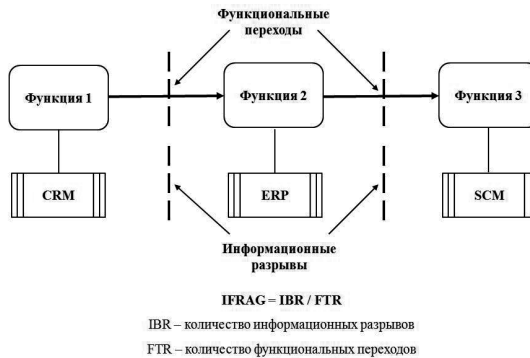 Функциональные
переходы
Функция 1
Функция 2
Функция 3
CRM
ERP
SCM
Информационные
разрывы
IFRAG = IBR / FTR
IBR – количество информационных разрывов
FTR – количество функциональных переходов